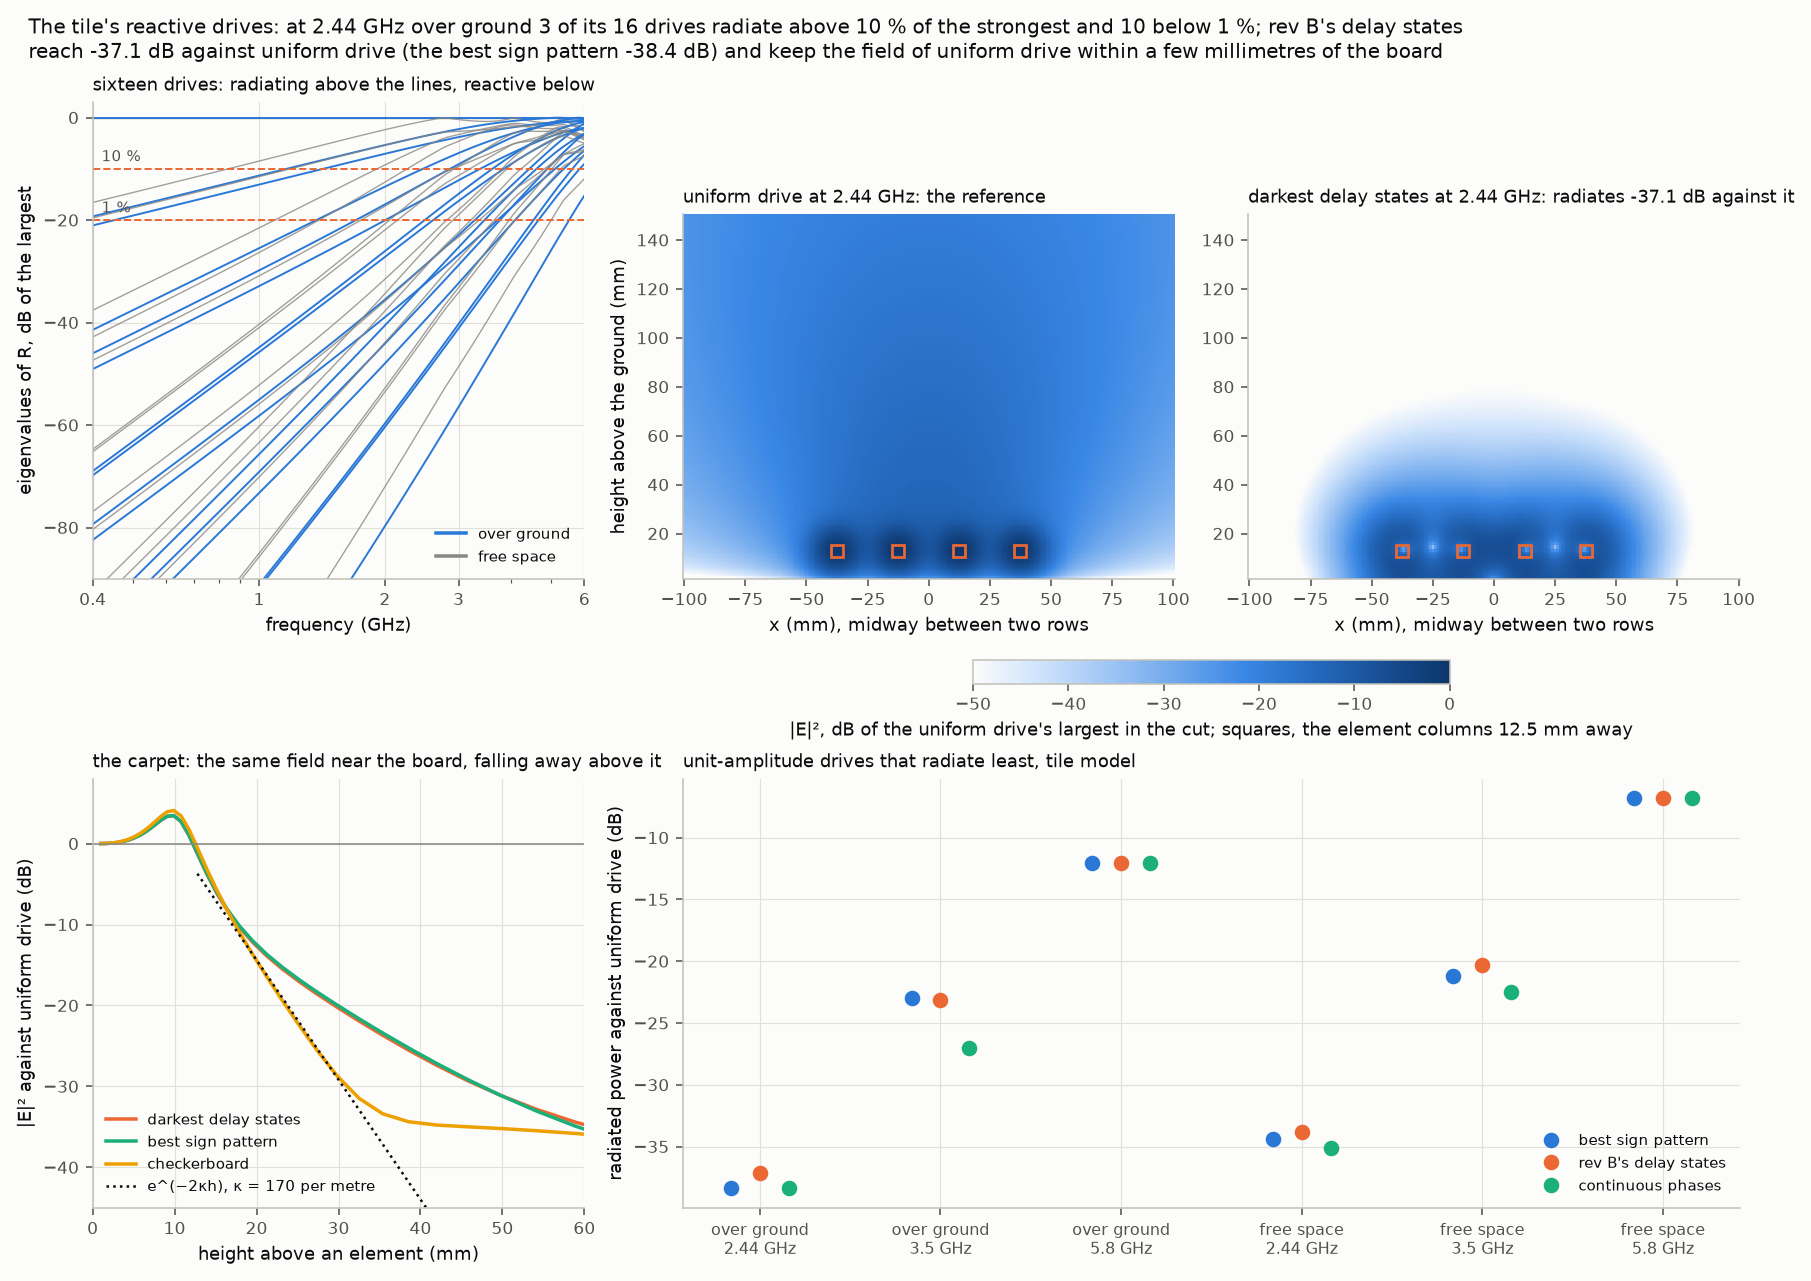 The tile's reactive drives: at 2.44 GHz over ground 3 of its 16 drives radiate above 10 % of the strongest and 10 below 1 %; rev B's delay states
reach -37.1 dB against uniform drive (the best sign pattern -38.4 dB) and keep the field of uniform drive within a few millimetres of the board
sixteen drives: radiating above the lines, reactive below
eigenvalues of R, dB of the largest
0
−20
−40
−60
−80
10 %
1 %
over ground
free space
0.4
1
2
3
6
frequency (GHz)
uniform drive at 2.44 GHz: the reference
height above the ground (mm)
140
120
100
80
60
40
20
−100
−75
−50
−25
0
25
50
75
100
x (mm), midway between two rows
darkest delay states at 2.44 GHz: radiates -37.1 dB against it
140
120
100
80
60
40
20
−100
−75
−50
−25
0
25
50
75
100
x (mm), midway between two rows
−50
−40
−30
−20
−10
0
|E|², dB of the uniform drive's largest in the cut; squares, the element columns 12.5 mm away
the carpet: the same field near the board, falling away above it
|E|² against uniform drive (dB)
0
−10
−20
−30
−40
darkest delay states
best sign pattern
checkerboard
e^(−2κh), κ = 170 per metre
0
10
20
30
40
50
60
height above an element (mm)
unit-amplitude drives that radiate least, tile model
radiated power against uniform drive (dB)
−10
−15
−20
−25
−30
−35
best sign pattern
rev B's delay states
continuous phases
over ground
2.44 GHz
over ground
3.5 GHz
over ground
5.8 GHz
free space
2.44 GHz
free space
3.5 GHz
free space
5.8 GHz